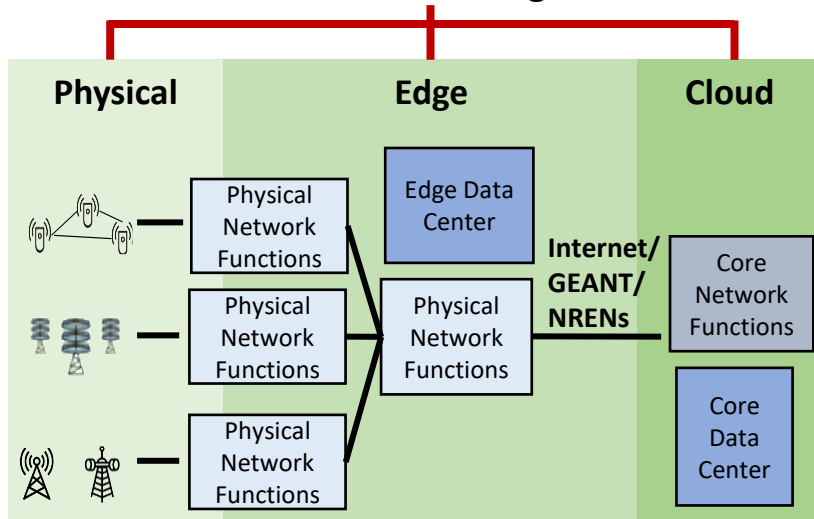 Physical
Edge
Cloud
Physical
Network
Functions
Edge Data
Center
Internet/
GEANT/
NRENs
Core
Network
Functions
Physical
Network
Functions
Physical
Network
Functions
Core
Data
Center
Physical
Network
Functions